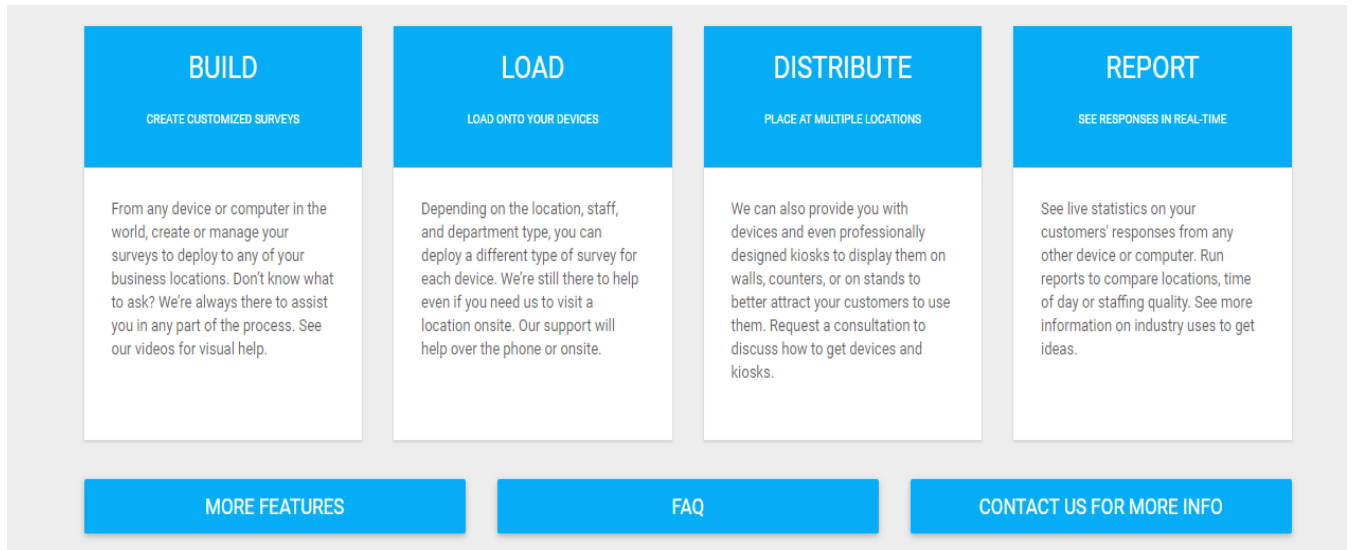 BUILD
CREATE CUSTOMIZED SURVEYS
From any device or computer in the
world, create or manage your
surveys to deploy to any of your
business locations. Don't know what
to ask? We're always there to assist
you in any part of the process. See
our videos for visual help.
LOAD
LOAD ONTO YOUR DEVICES
Depending on the location, staff,
and department type, you can
deploy a different type of survey for
each device. We're still there to help
even if you need us to visit a
location onsite. Our support will
help over the phone or onsite.
DISTRIBUTE
PLACE AT MULTIPLE LOCATIONS
We can also provide you with
devices and even professionally
designed kiosks to display them on
walls, counters, or on stands to
better attract your customers to use
them. Request a consultation to
discuss how to get devices and
kiosks.
REPORT
SEE RESPONSES IN REAL-TIME
See live statistics on your
customers' responses from any
other device or computer. Run
reports to compare locations, time
of day or staffing quality. See more
information on industry uses to get
ideas.
MORE FEATURES
FAQ
CONTACT US FOR MORE INFO